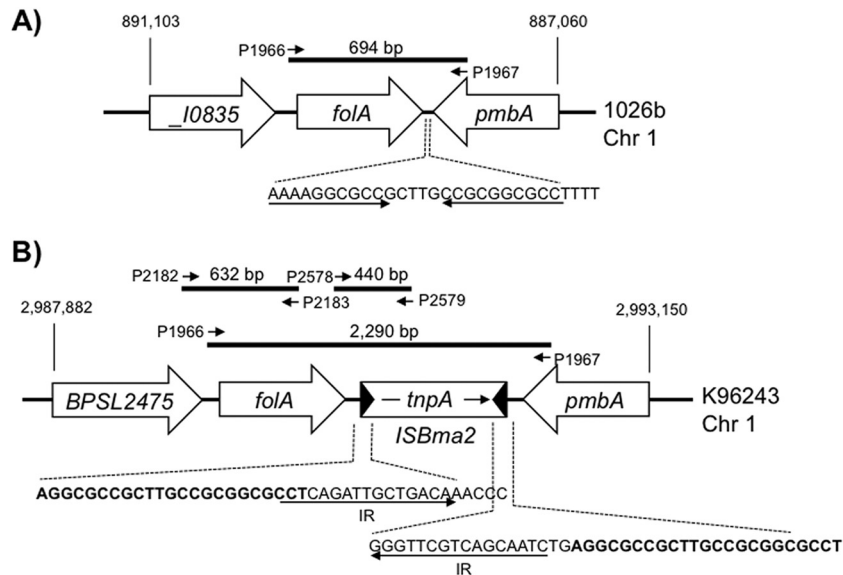 A)
891,103
887,060
P1966
694 bp
P1967
_I0835
folA
pmbA
1026b
Chr 1
AAAAGGCGCCGCTTGCCGCGGCGCCTTTT
B)
P2182
632 bp
P2578
440 bp
P2183
P2579
2,987,882
2,993,150
P1966
2,290 bp
P1967
BPSL2475
folA
tnpA
pmbA
K96243
Chr 1
ISBma2
AGGCGCCGCTTGCCGCGGCGCCTCAGATTGCTGACAAACCC
IR
GGGTTCGTCAGCAATCTGAGGCGCCGCTTGCCGCGGCGCCT
IR